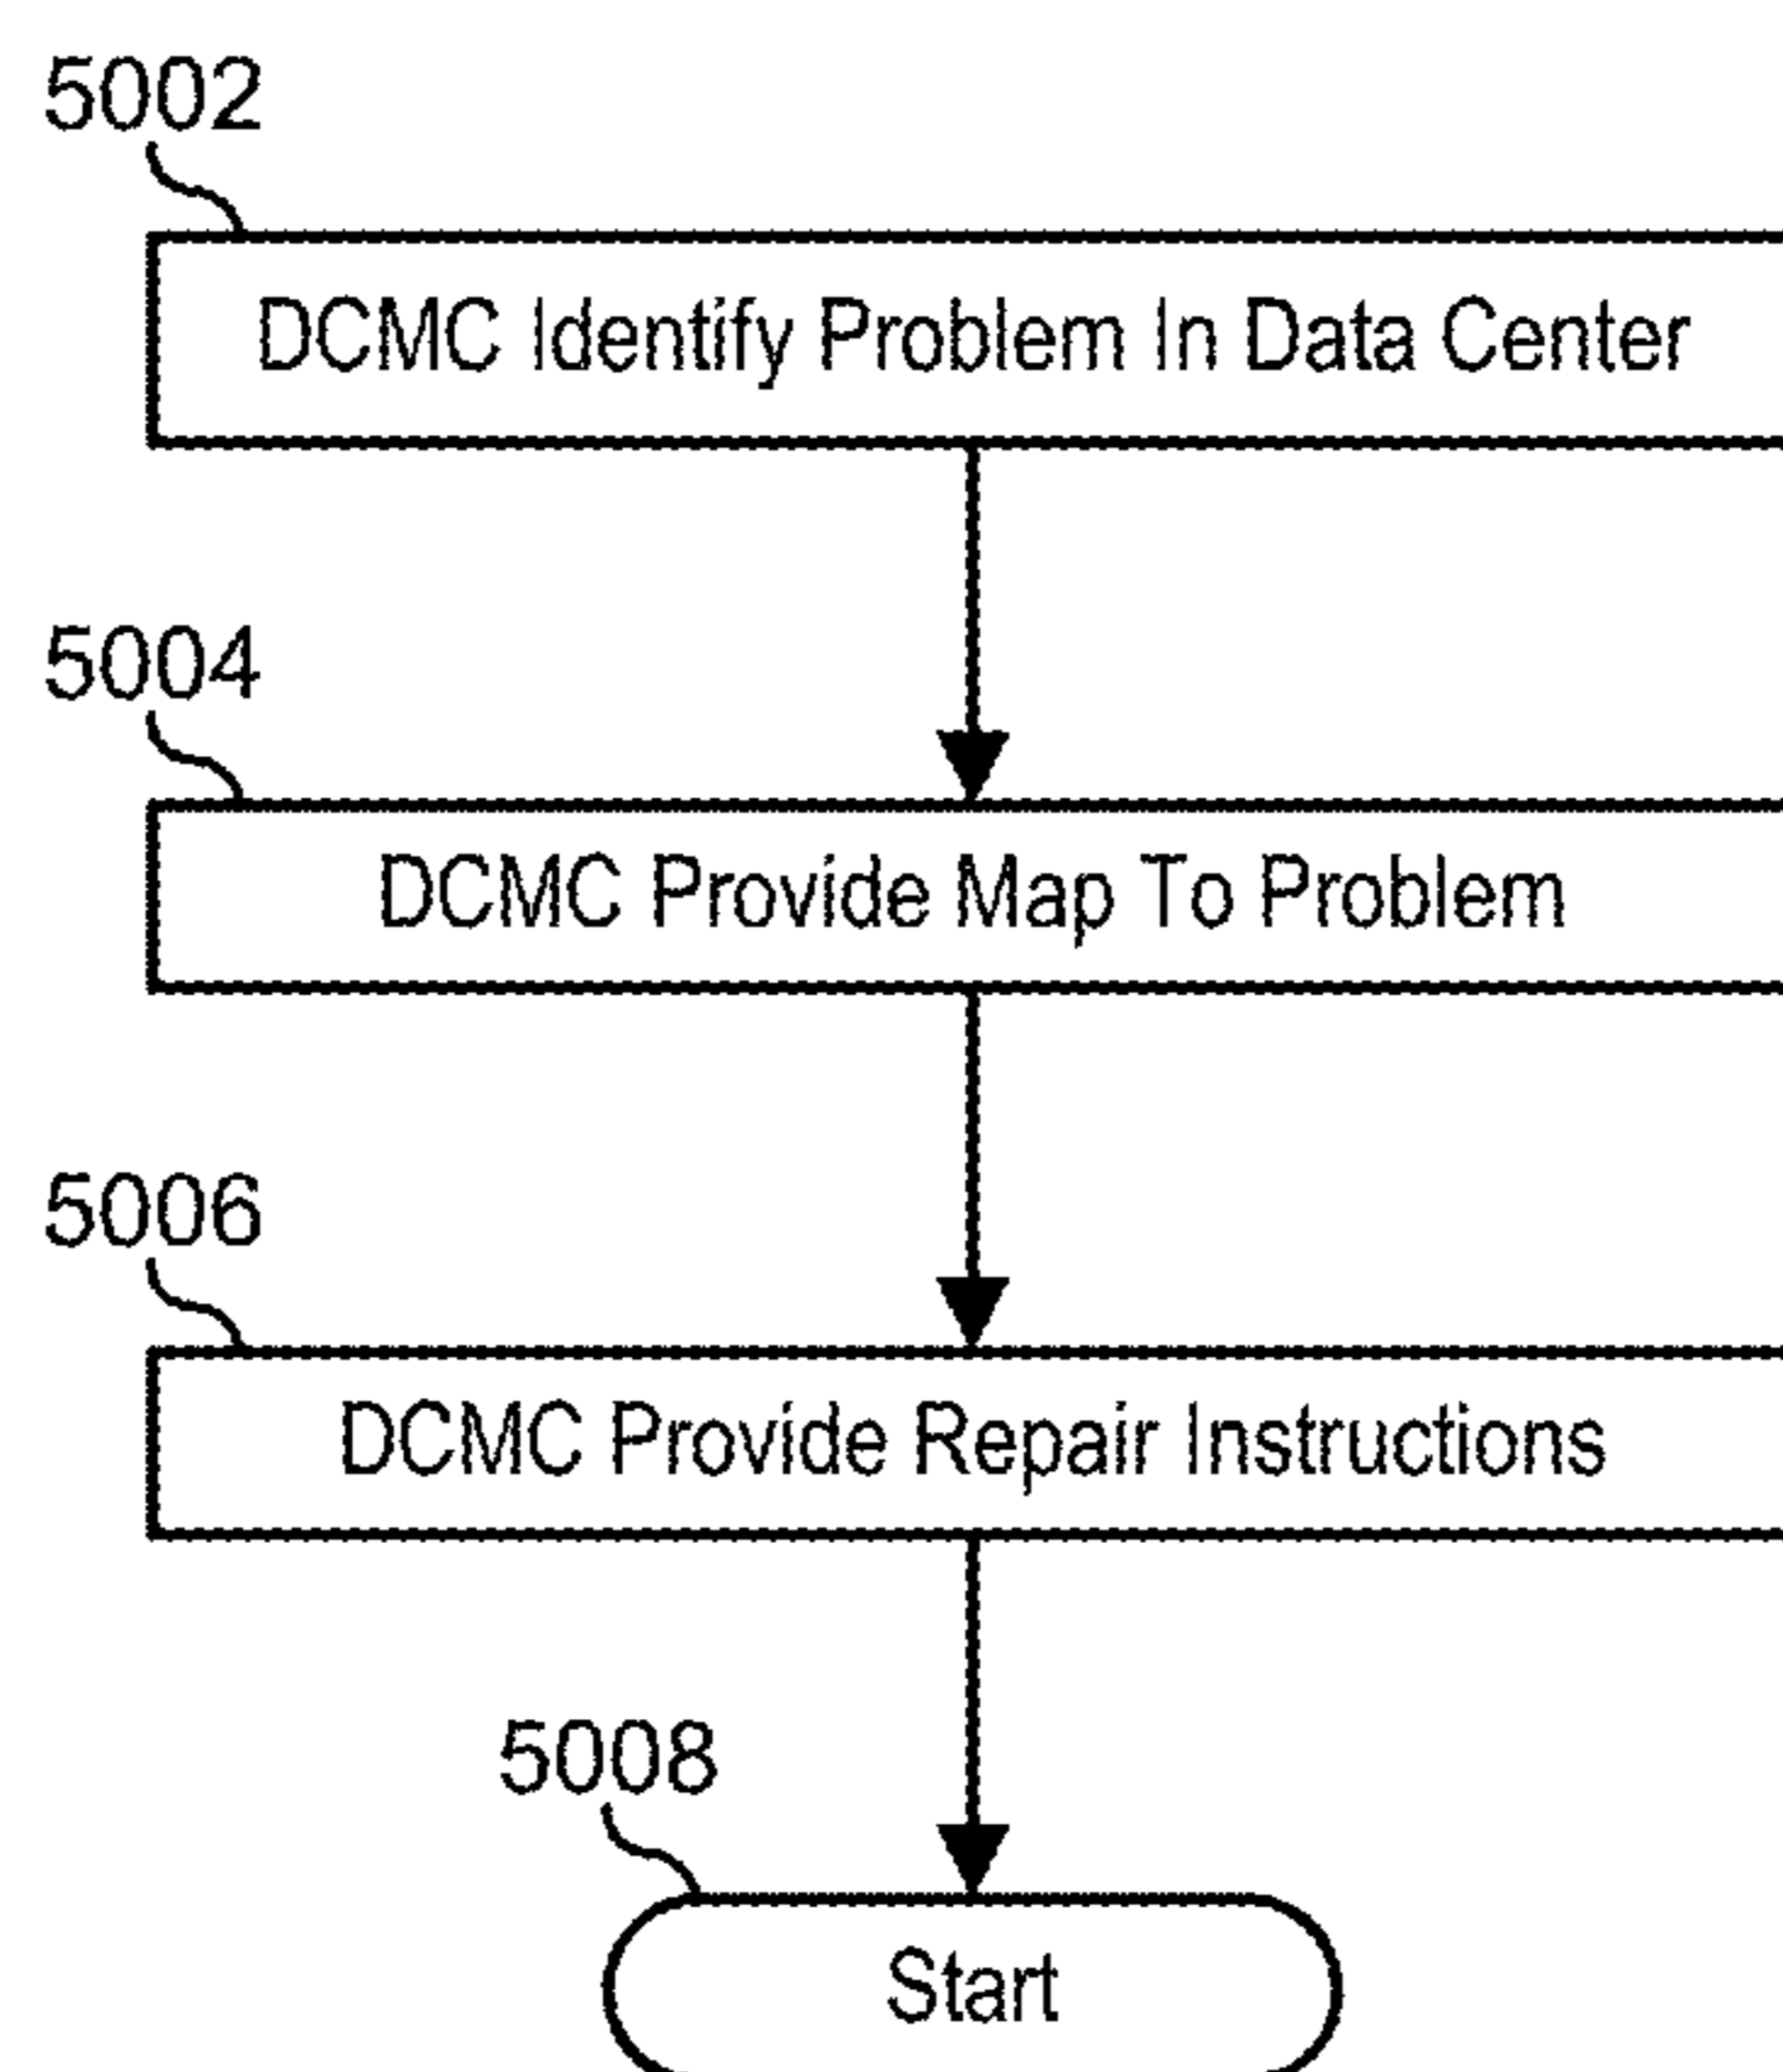 5002
DCMC Identify Problem In Data Center
5004
DCMC Provide Map To Problem
5006
DCMC Provide Repair Instructions
5008
Start